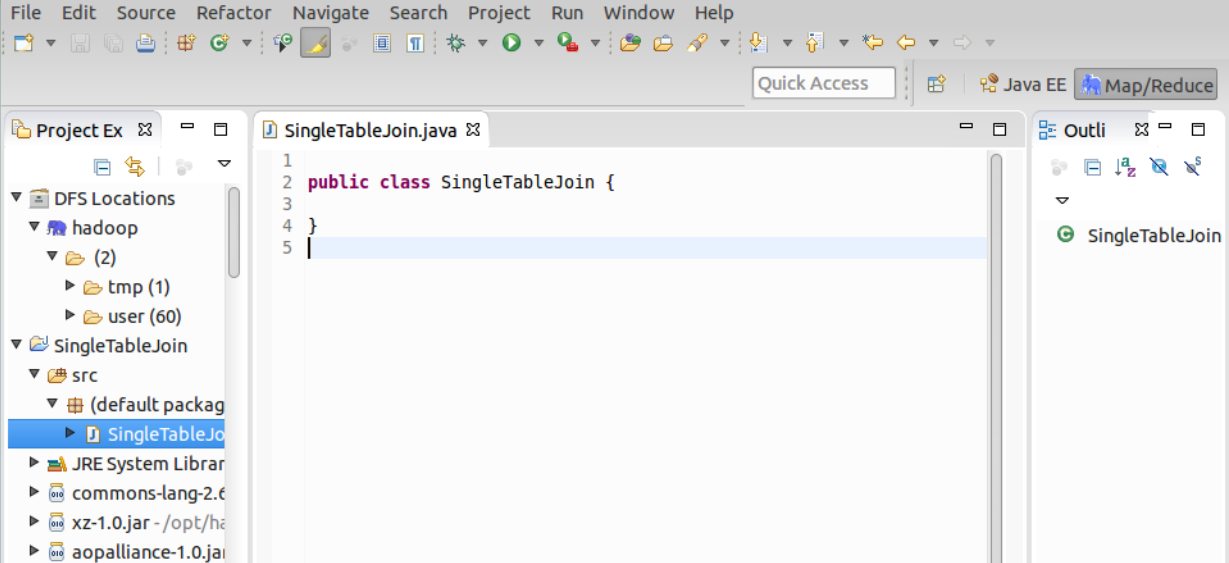 File Edit Source Refactor Navigate Search Project Run Window Help
Quick Access
Java EE
Map/Reduce
Project Ex
DFS Locations
hadoop
(2)
tmp (1)
user (60)
SingleTableJoin
src
(default packag
SingleTableJo
JRE System Librar
commons-lang-2.6
xz-1.0.jar - /opt/ha
aopalliance-1.0.jar
SingleTableJoin.java
1
2 public class SingleTableJoin {
3
4 }
5
Outli
SingleTableJoin